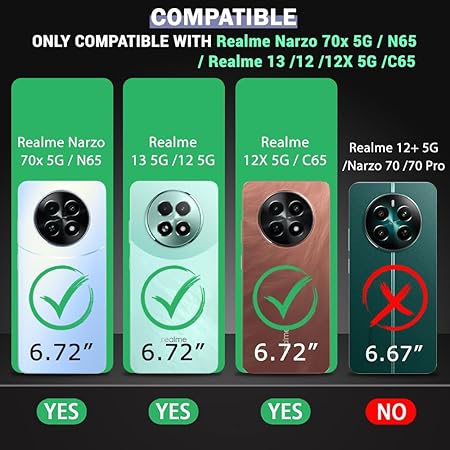 COMPATIBLE
ONLY COMPATIBLE WITH Realme Narzo 70x 5G / N65
/ Realme 13 /12 /12X 5G /C65
Realme Narzo
70x 5G / N65
Realme
13 5G /12 5G
Realme
12X 5G / C65
Realme 12+ 5G
/Narzo 70 /70 Pro
realme
realme
6.72”
6.72”
6.72”
6.67”
YES
YES
YES
NO